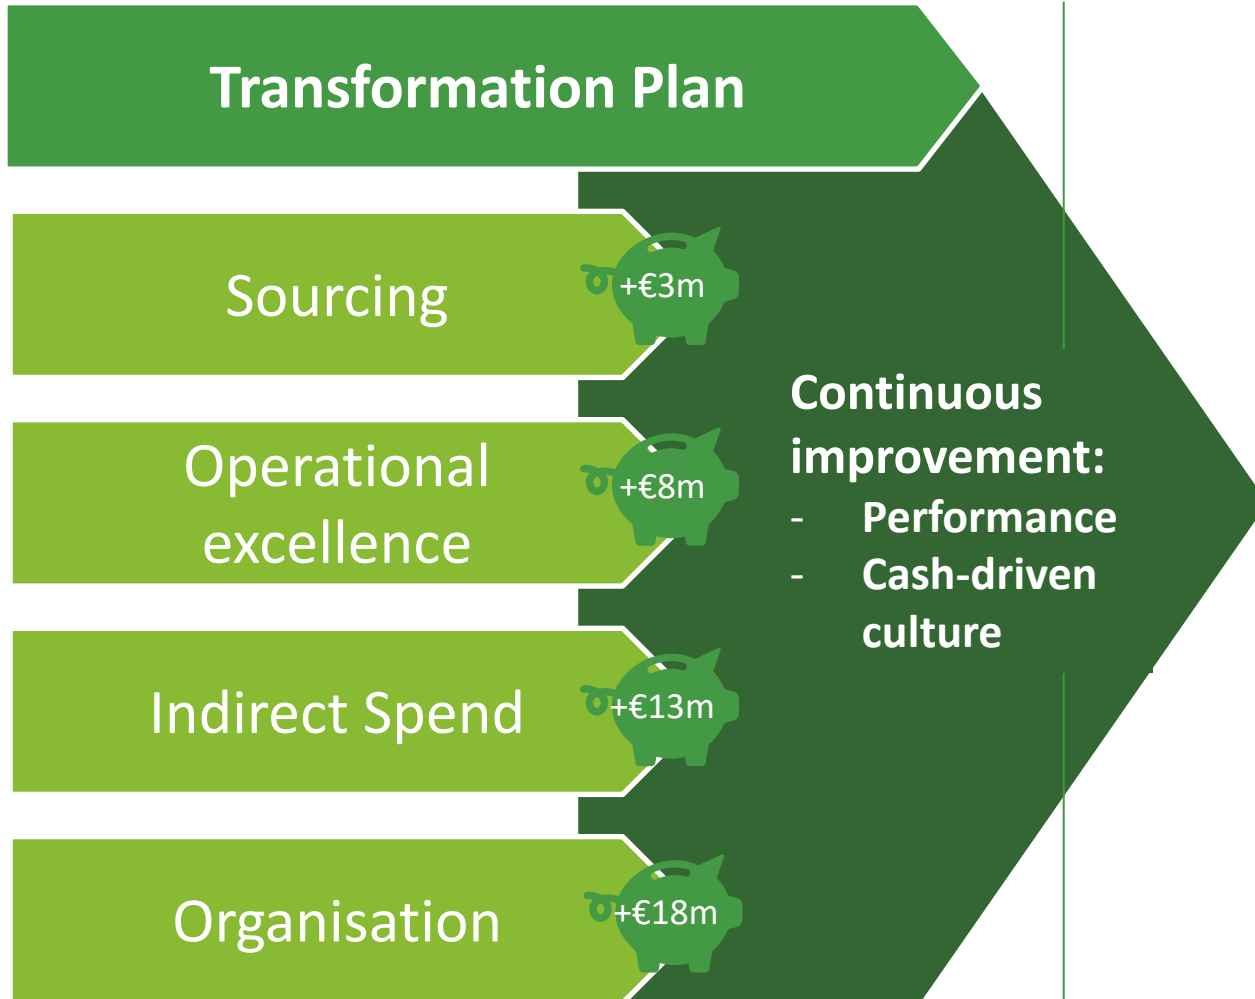 Transformation Plan
Sourcing
+€3m
Operational
excellence
+€8m
Indirect Spend
+€13m
Organisation
+€18m
Continuous
improvement:
- Performance
- Cash-driven
culture